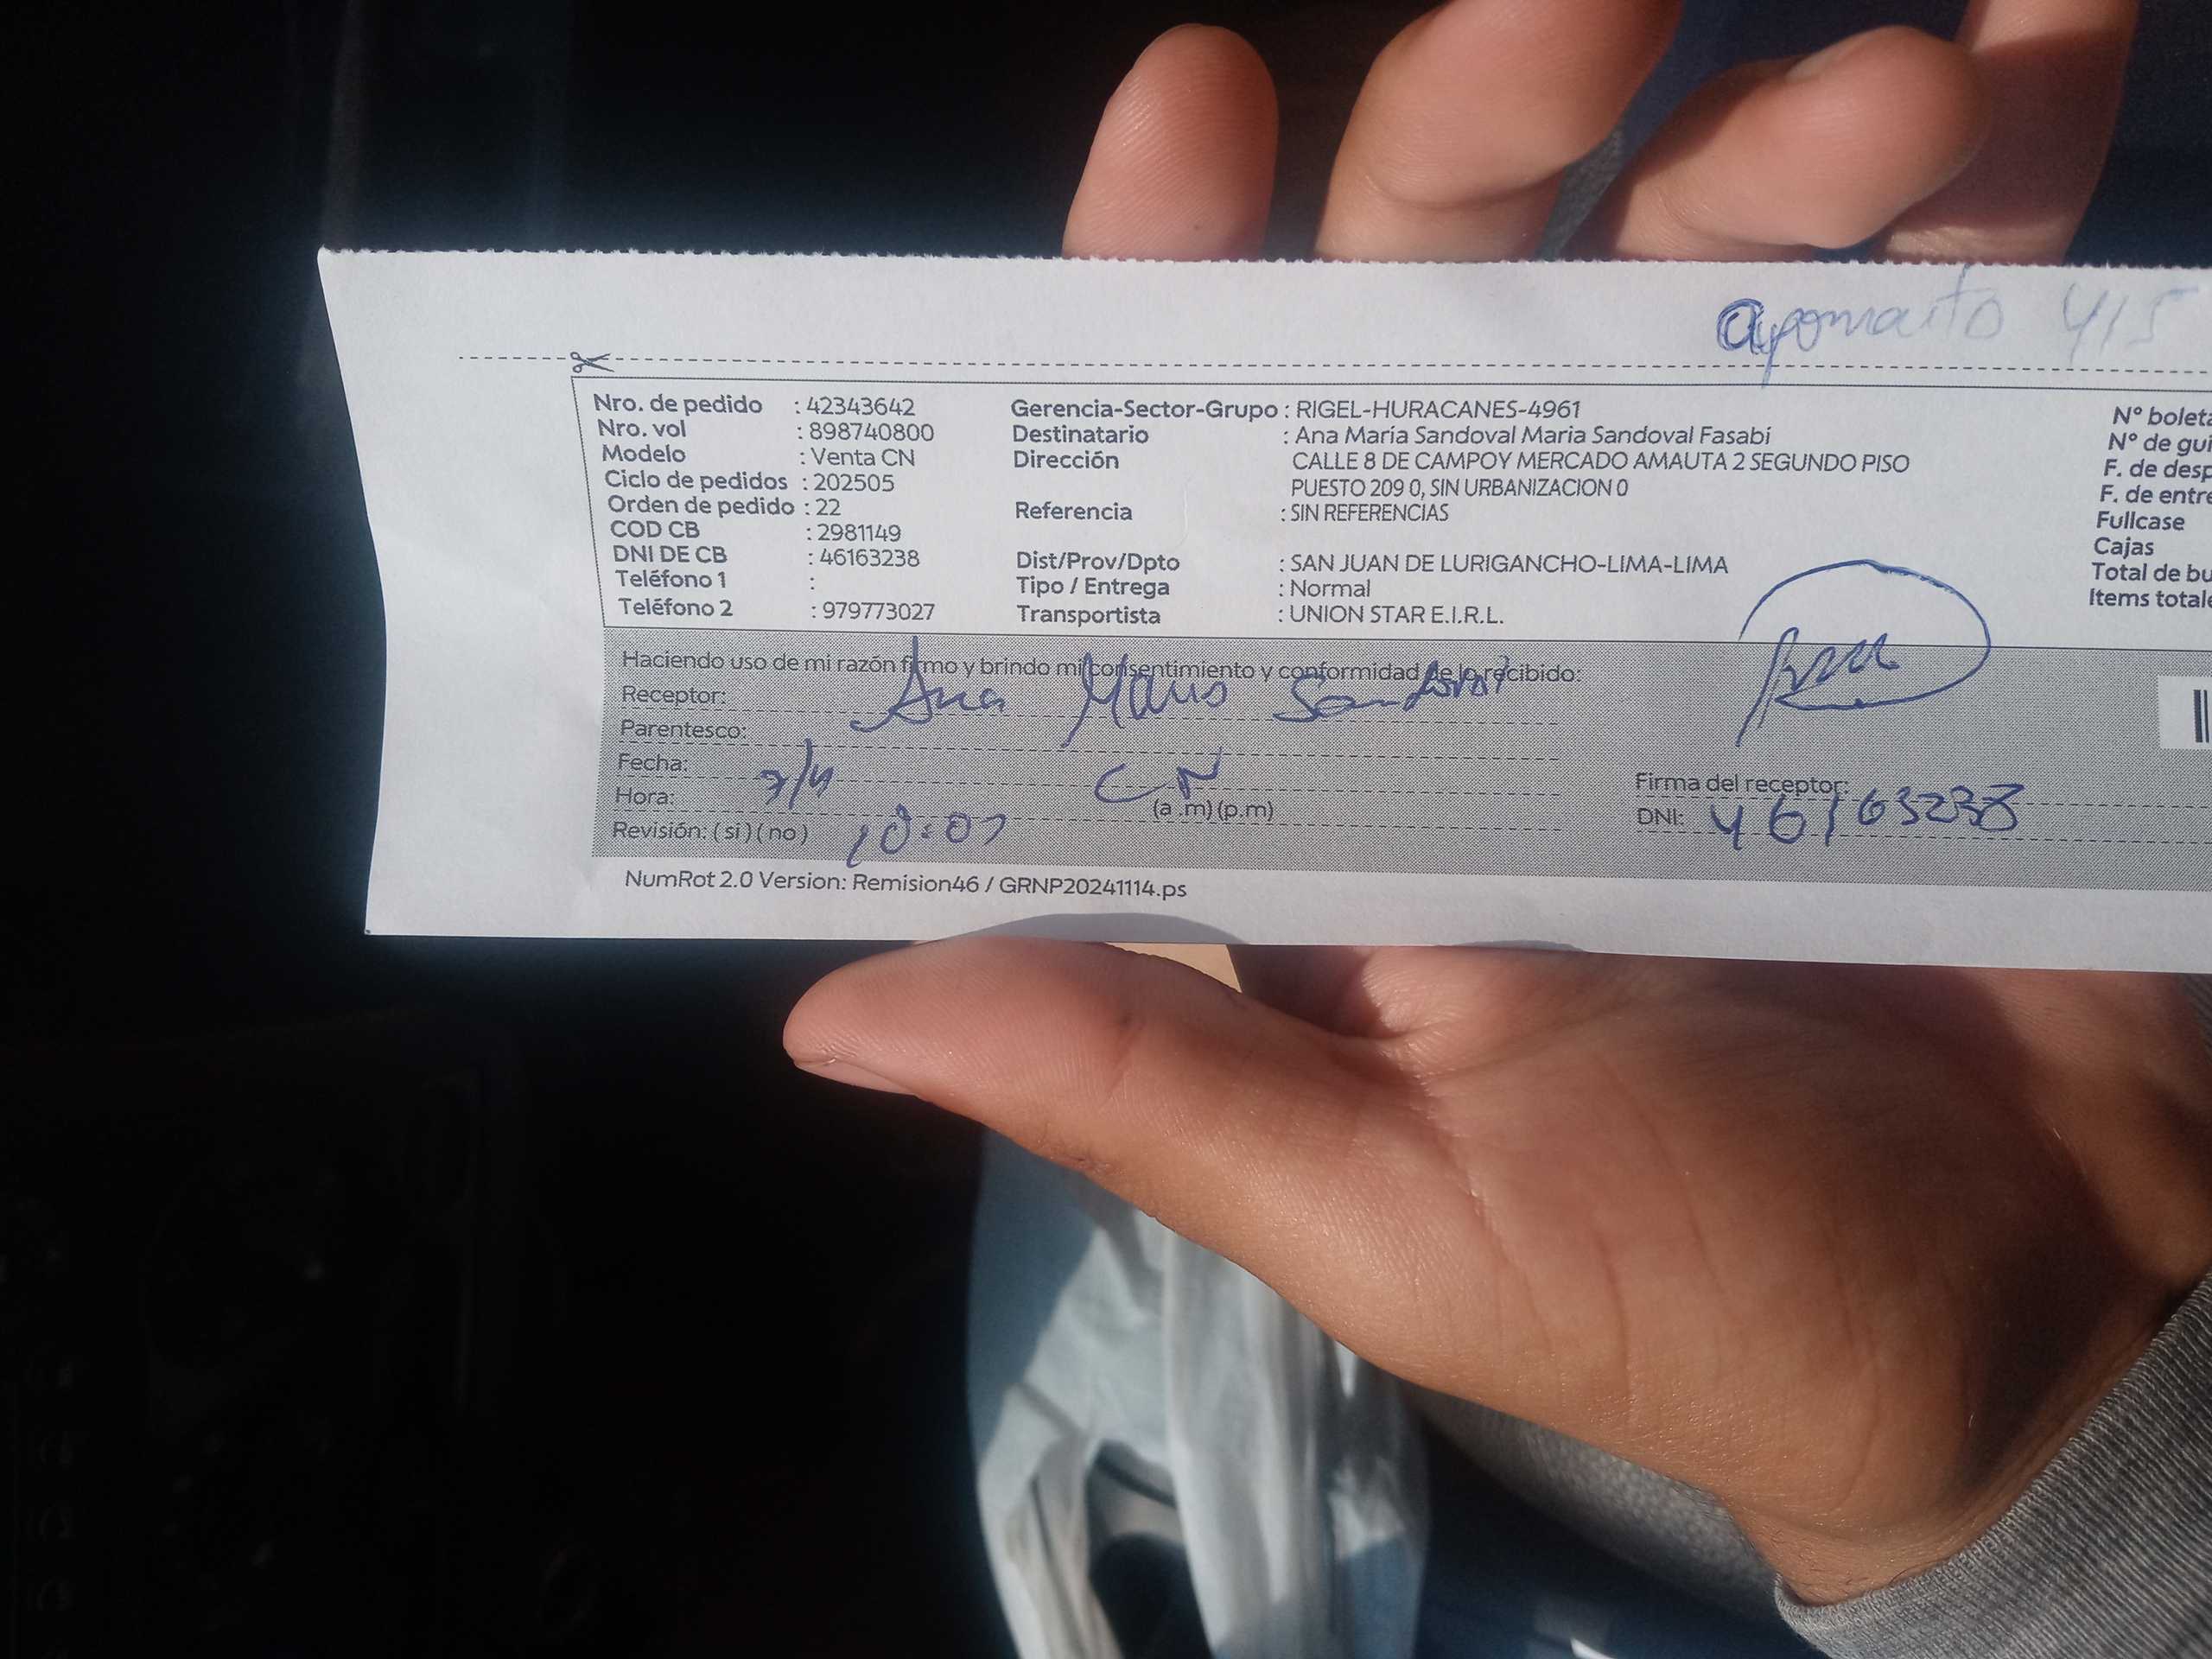 415
Nro. de pedido : 42343642
Nro. vol : 898740800
Modelo : Venta CN
Ciclo de pedidos : 202505
Orden de pedido : 22
COD CB : 2981149
DNI DE CB : 46163238
Teléfono 1 :
Teléfono 2 : 979773027
Gerencia-Sector-Grupo : RIGEL-HURACANES-4961
Destinatario : Ana María Sandoval Maria Sandoval Fasabi
Dirección CALLE 8 DE CAMPOY MERCADO AMAUTA 2 SEGUNDO PISO
PUESTO 209 0, SIN URBANIZACION 0
Referencia : SIN REFERENCIAS
Dist/Prov/Dpto : SAN JUAN DE LURIGANCHO-LIMA-LIMA
Tipo / Entrega : Normal
Transportista : UNION STAR E.I.R.L.
N° boleta
N° de gui
F. de desp
F. de entre
Fullcase
Cajas
Total de bu
Items totale
Haciendo uso de mi razón firmo y brindo mi consentimiento y conformidad de lo recibido:
Receptor: Ana Maria Sandoval
Parentesco:
Fecha: 7/4
Hora: (a.m) (p.m)
Revisión: (si) (no) 10:07
Firma del receptor:
DNI: 46163238
NumRot 2.0 Version: Remision46 / GRNP20241114.ps